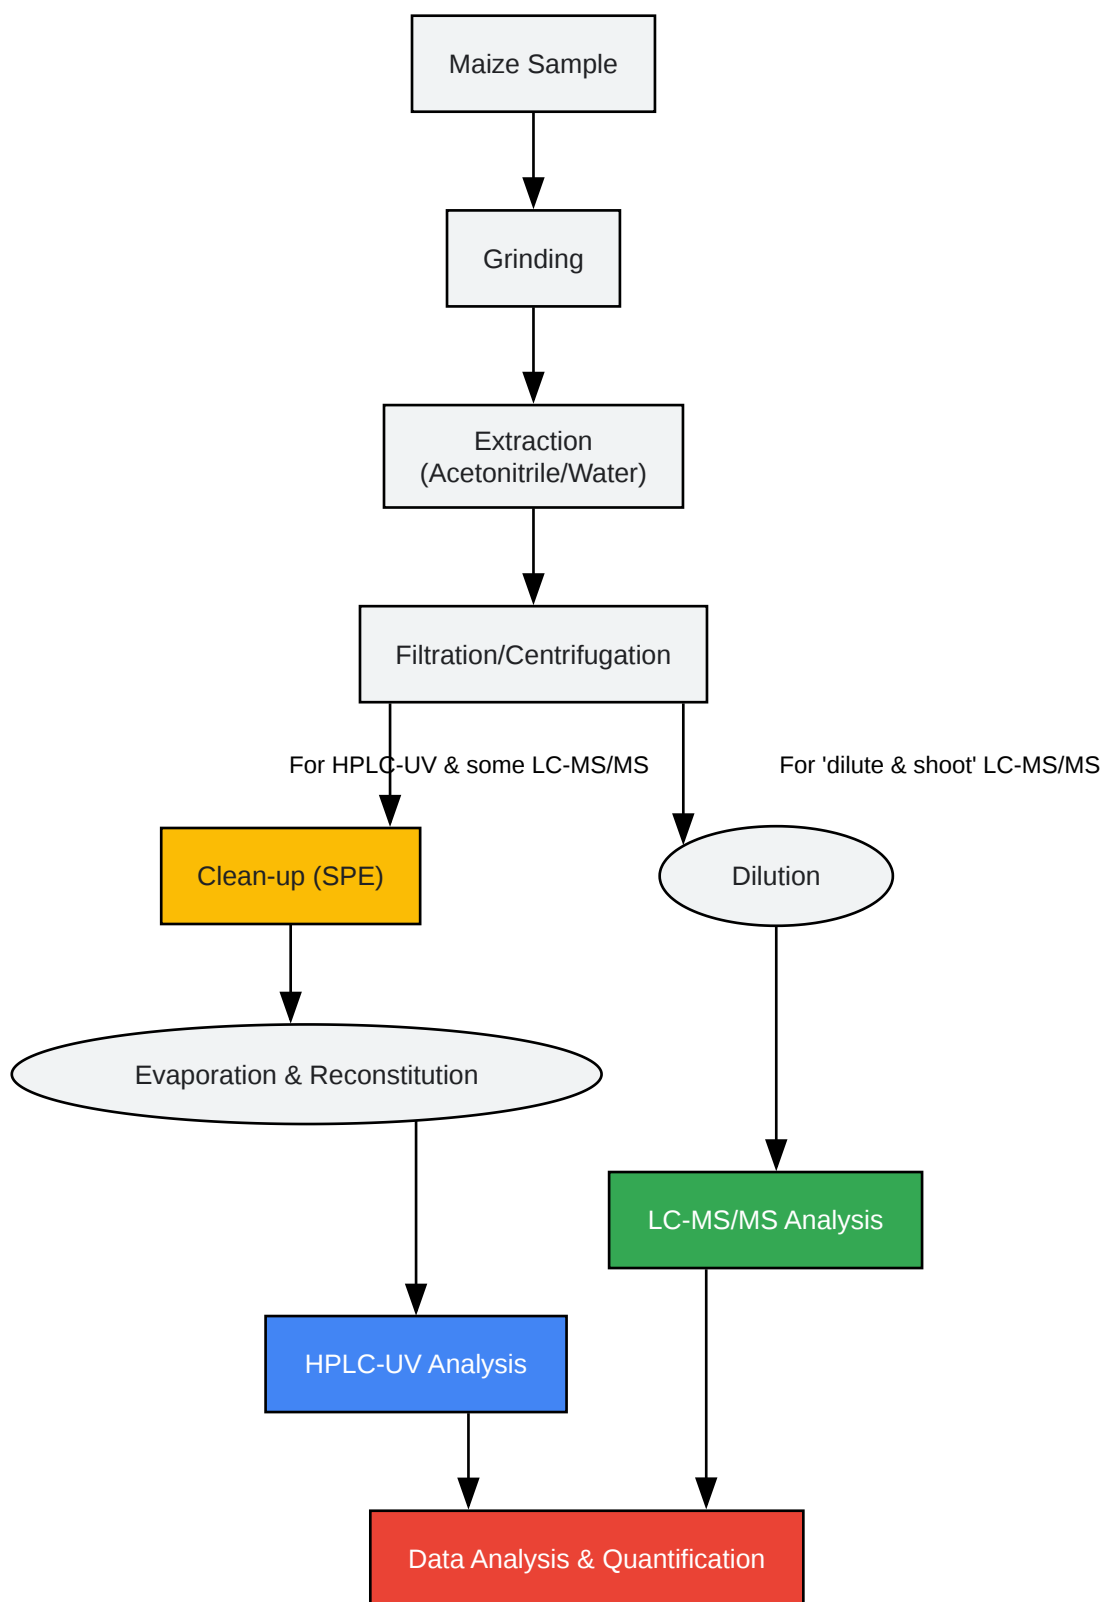 Maize Sample
Grinding
Extraction
(Acetonitrile/Water)
Filtration/Centrifugation
For HPLC-UV & some LC-MS/MS
For 'dilute & shoot' LC-MS/MS
Clean-up (SPE)
Dilution
Evaporation & Reconstitution
LC-MS/MS Analysis
HPLC-UV Analysis
Data Analysis & Quantification